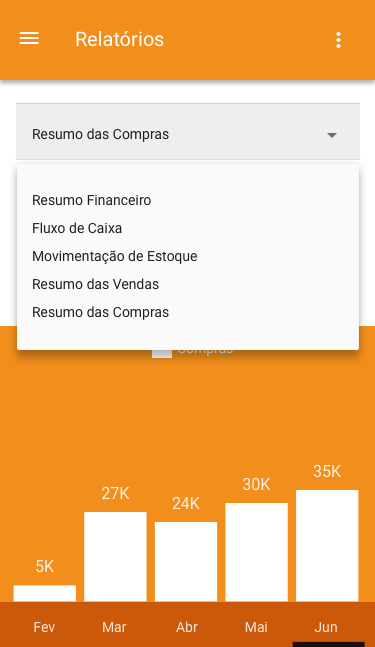 Relatórios
Resumo das Compras
Resumo Financeiro
Fluxo de Caixa
Movimentação de Estoque
Resumo das Vendas
Resumo das Compras
Compras
35K
30K
27K
24K
5K
Fev Mar Abr Mai Jun